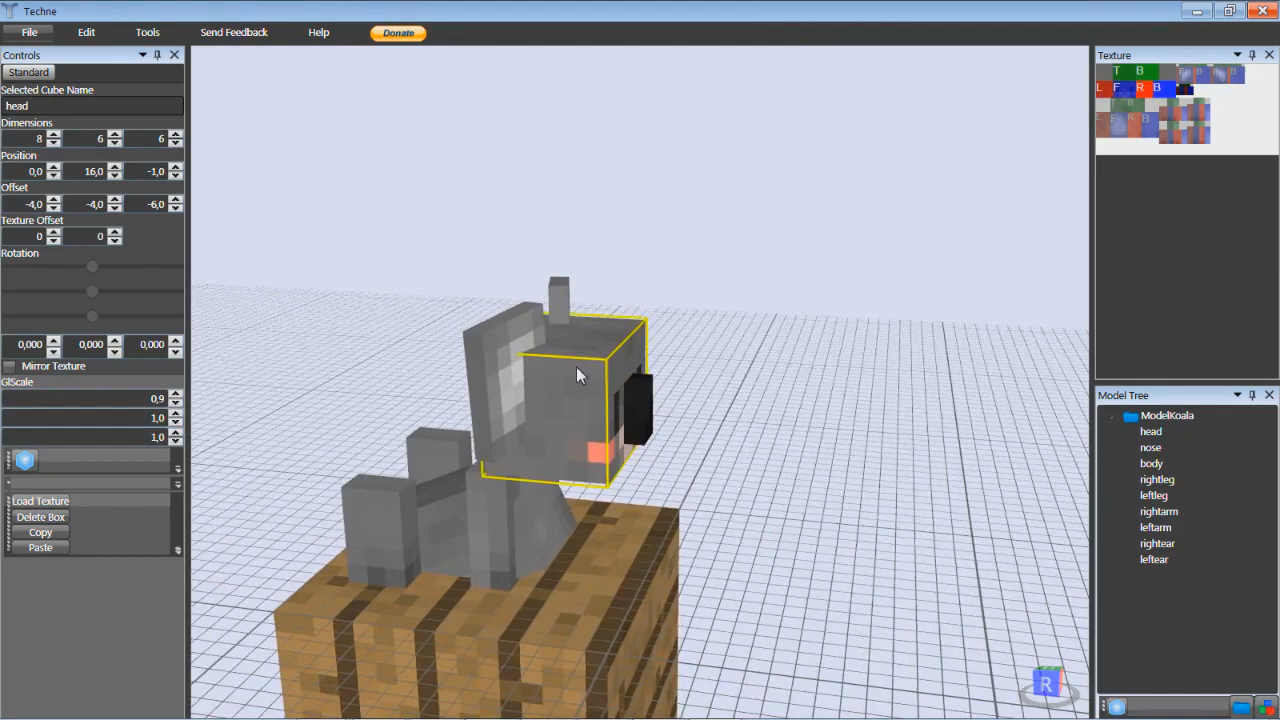 Techne
File Edit Tools Send Feedback Help Donate
Controls
Standard
Selected Cube Name
head
Dimensions
8 6 6
Position
0,0 16,0 -1,0
Offset
-4,0 -4,0 -6,0
Texture Offset
0 0
Rotation
0,000 0,000 0,000
Mirror Texture
GlScale
0,9
1,0
1,0
Load Texture
Delete Box
Copy
Paste
R
Texture
T B
L F R B
Model Tree
ModelKoala
head
nose
body
rightleg
leftleg
rightarm
leftarm
rightear
leftear